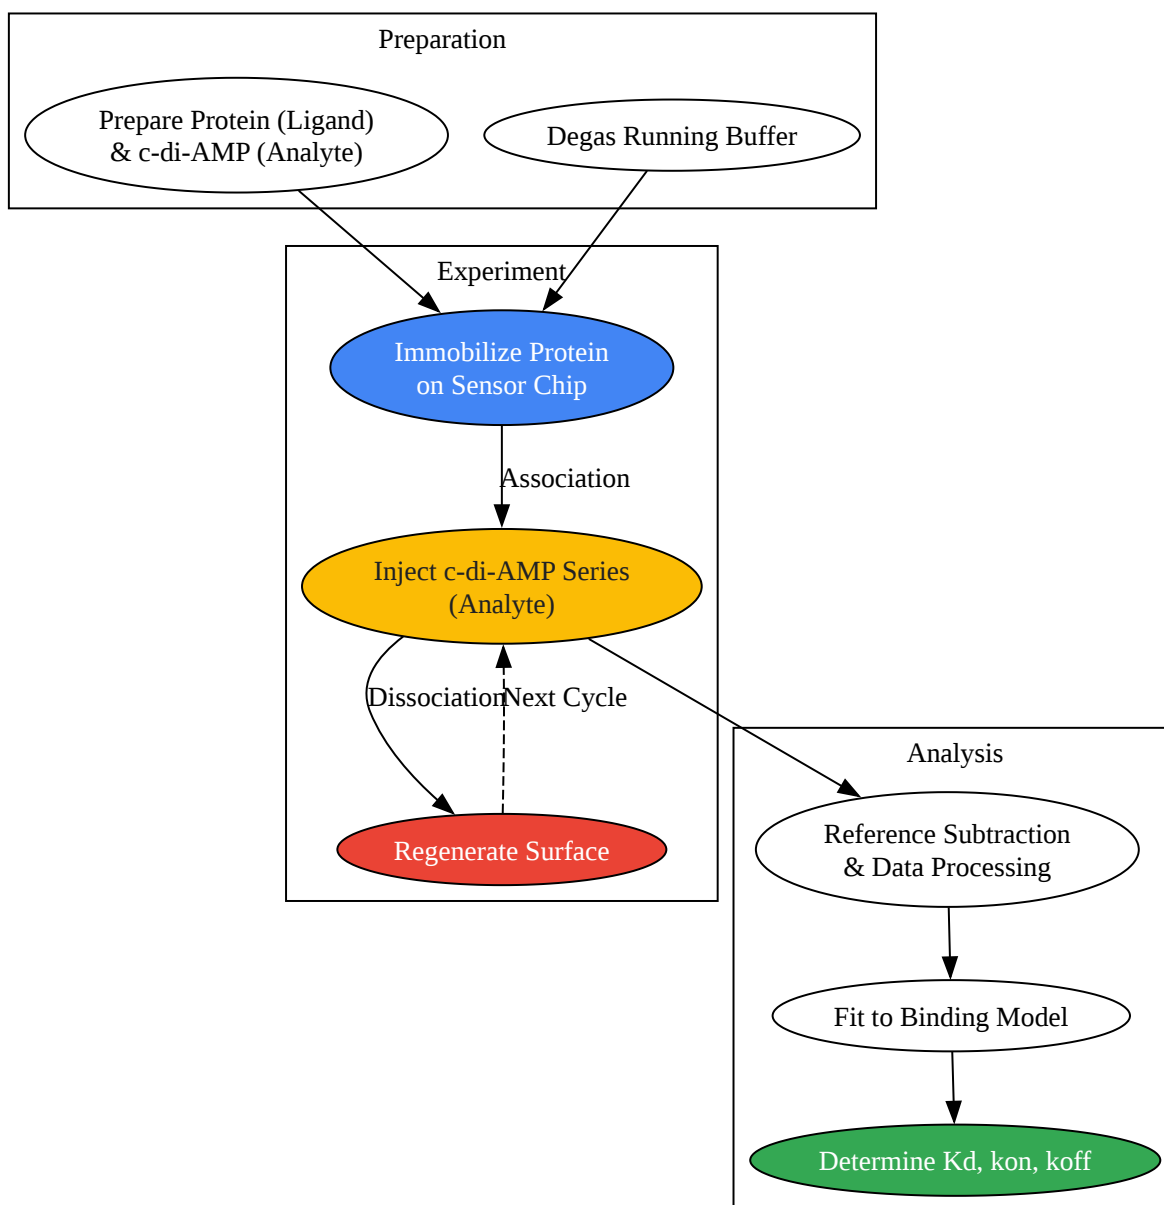 Preparation
Prepare Protein (Ligand)
& c-di-AMP (Analyte)
Degas Running Buffer
Experiment
Immobilize Protein
on Sensor Chip
Association
Inject c-di-AMP Series
(Analyte)
Dissociation
Next Cycle
Regenerate Surface
Analysis
Reference Subtraction
& Data Processing
Fit to Binding Model
Determine Kd, kon, koff